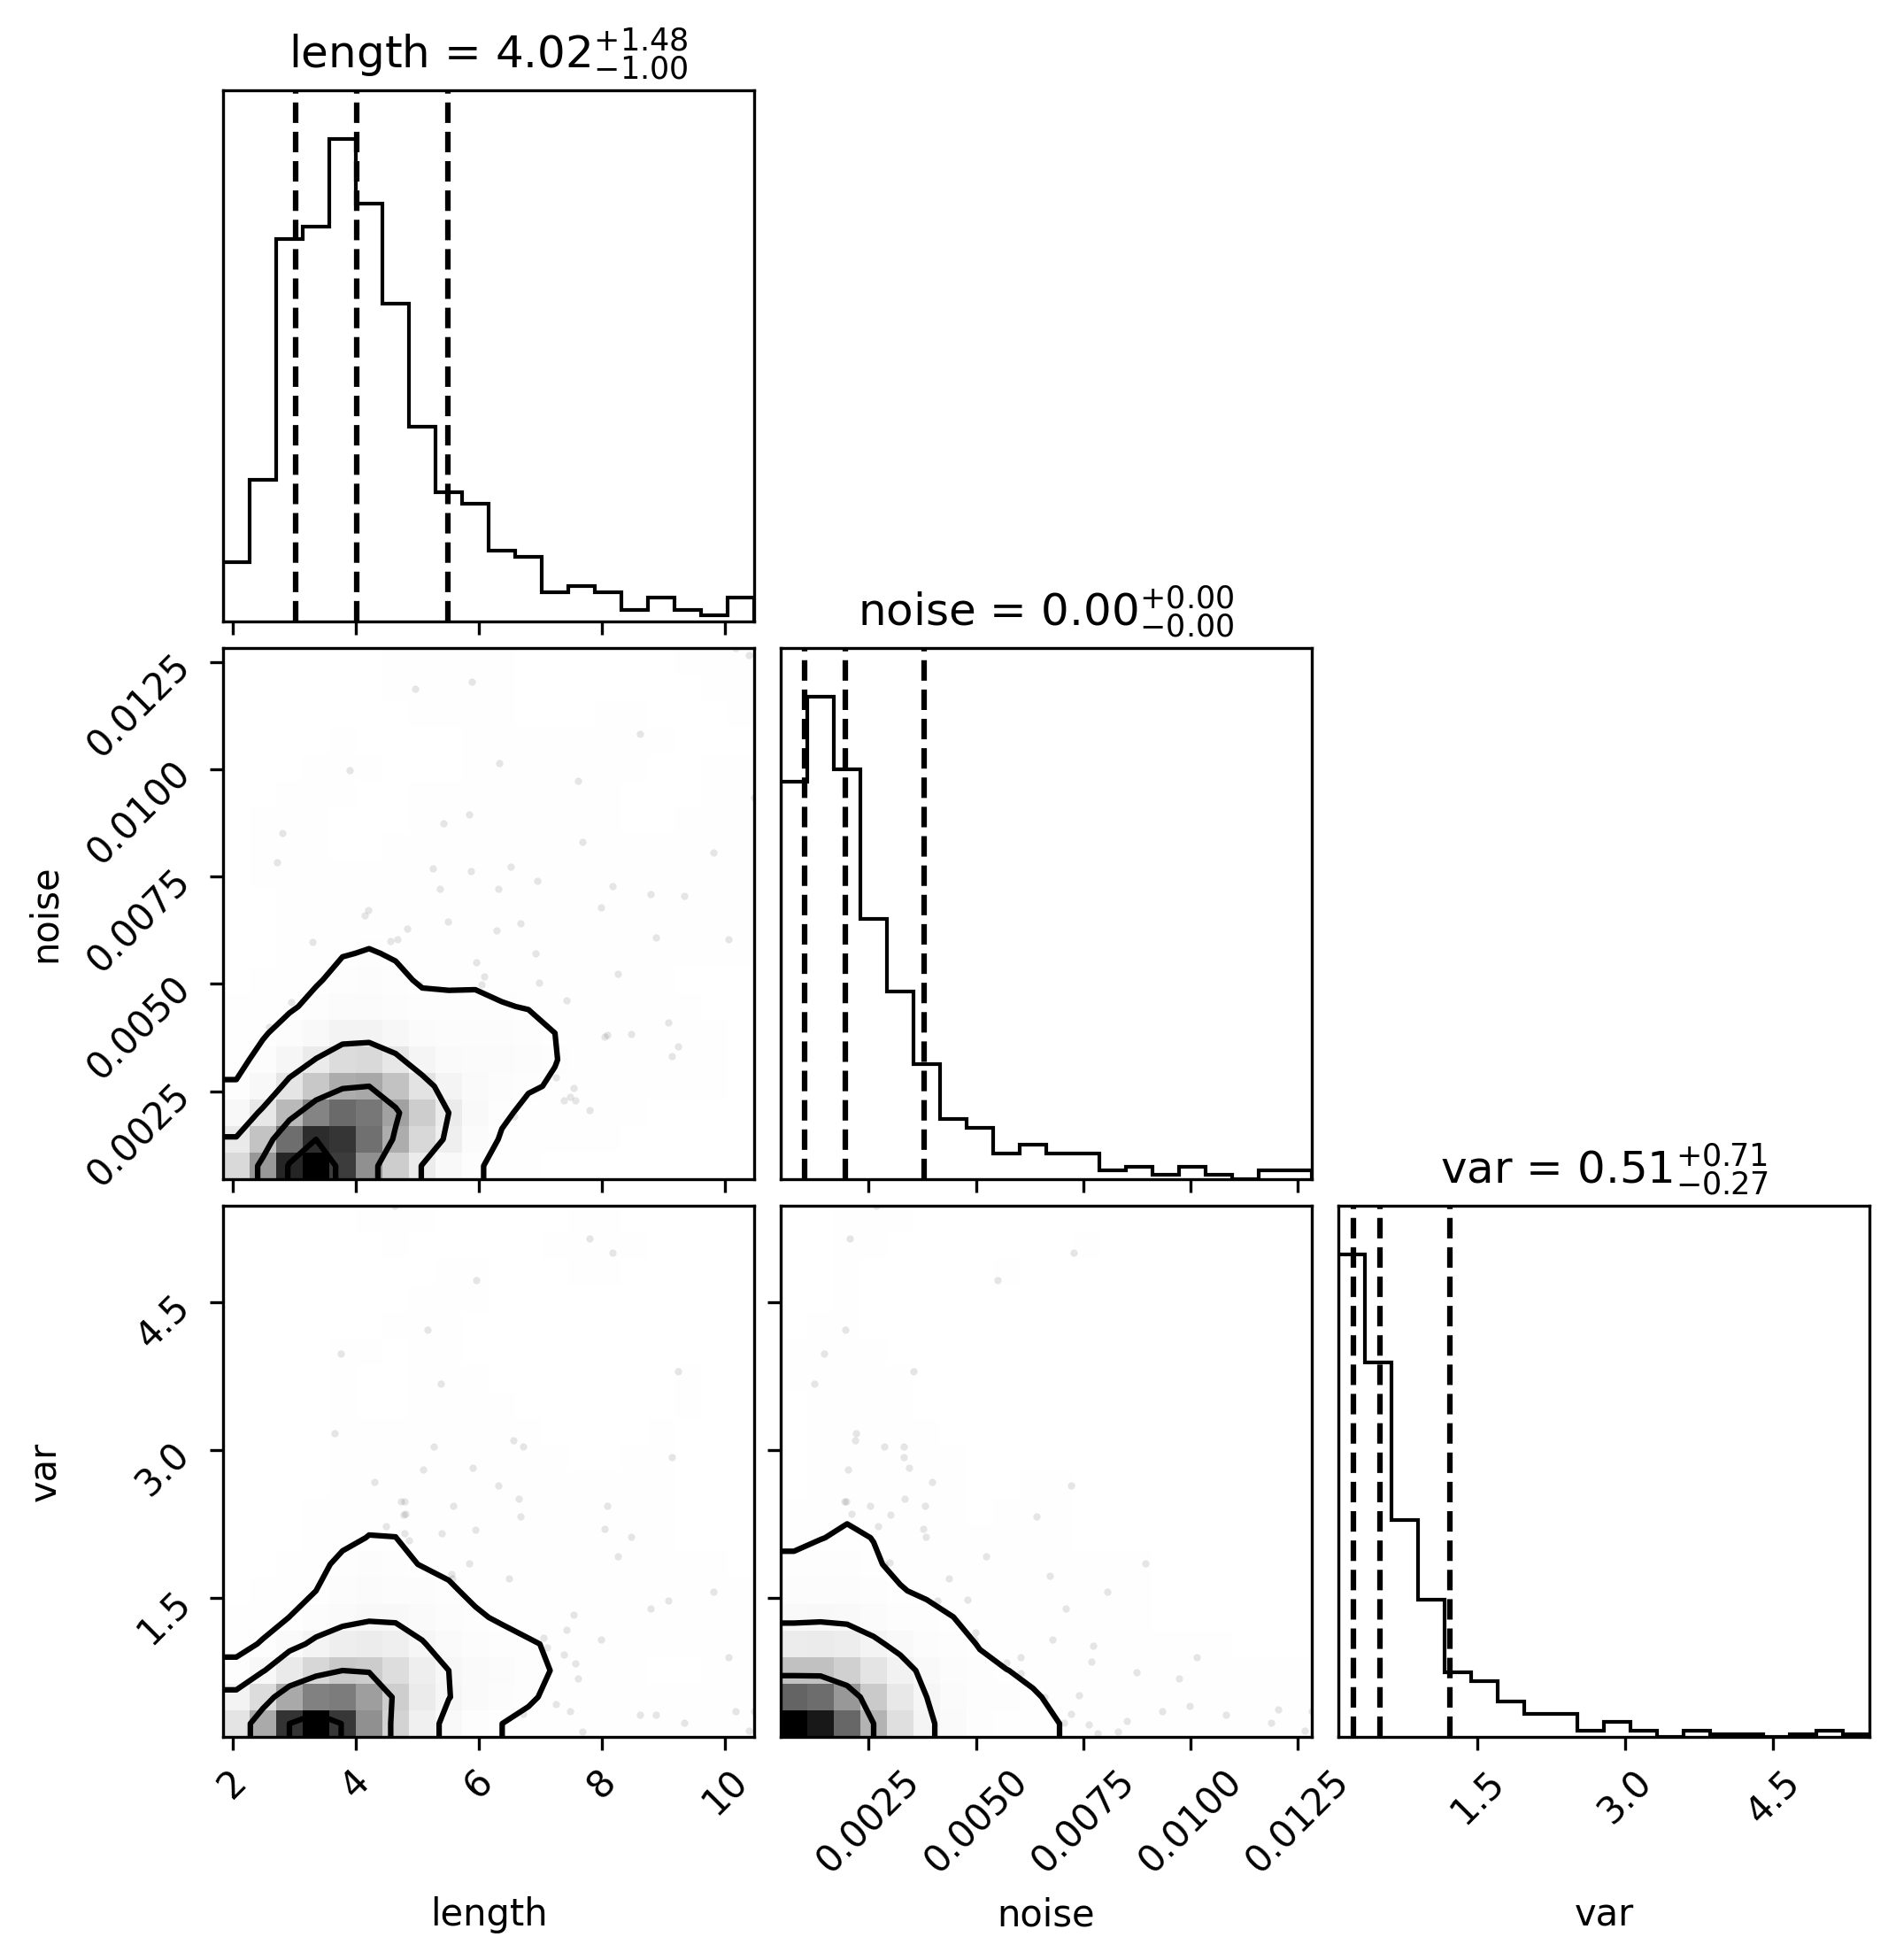 length = 4.02 +1.48 −1.00
noise = 0.00 +0.00 −0.00
0.0125
0.0100
0.0075
0.0050
0.0025
noise
var = 0.51 +0.71 −0.27
4.5
3.0
1.5
var
2 4 6 8 10
0.0025 0.0050 0.0075 0.0100 0.0125
1.5 3.0 4.5
length noise var